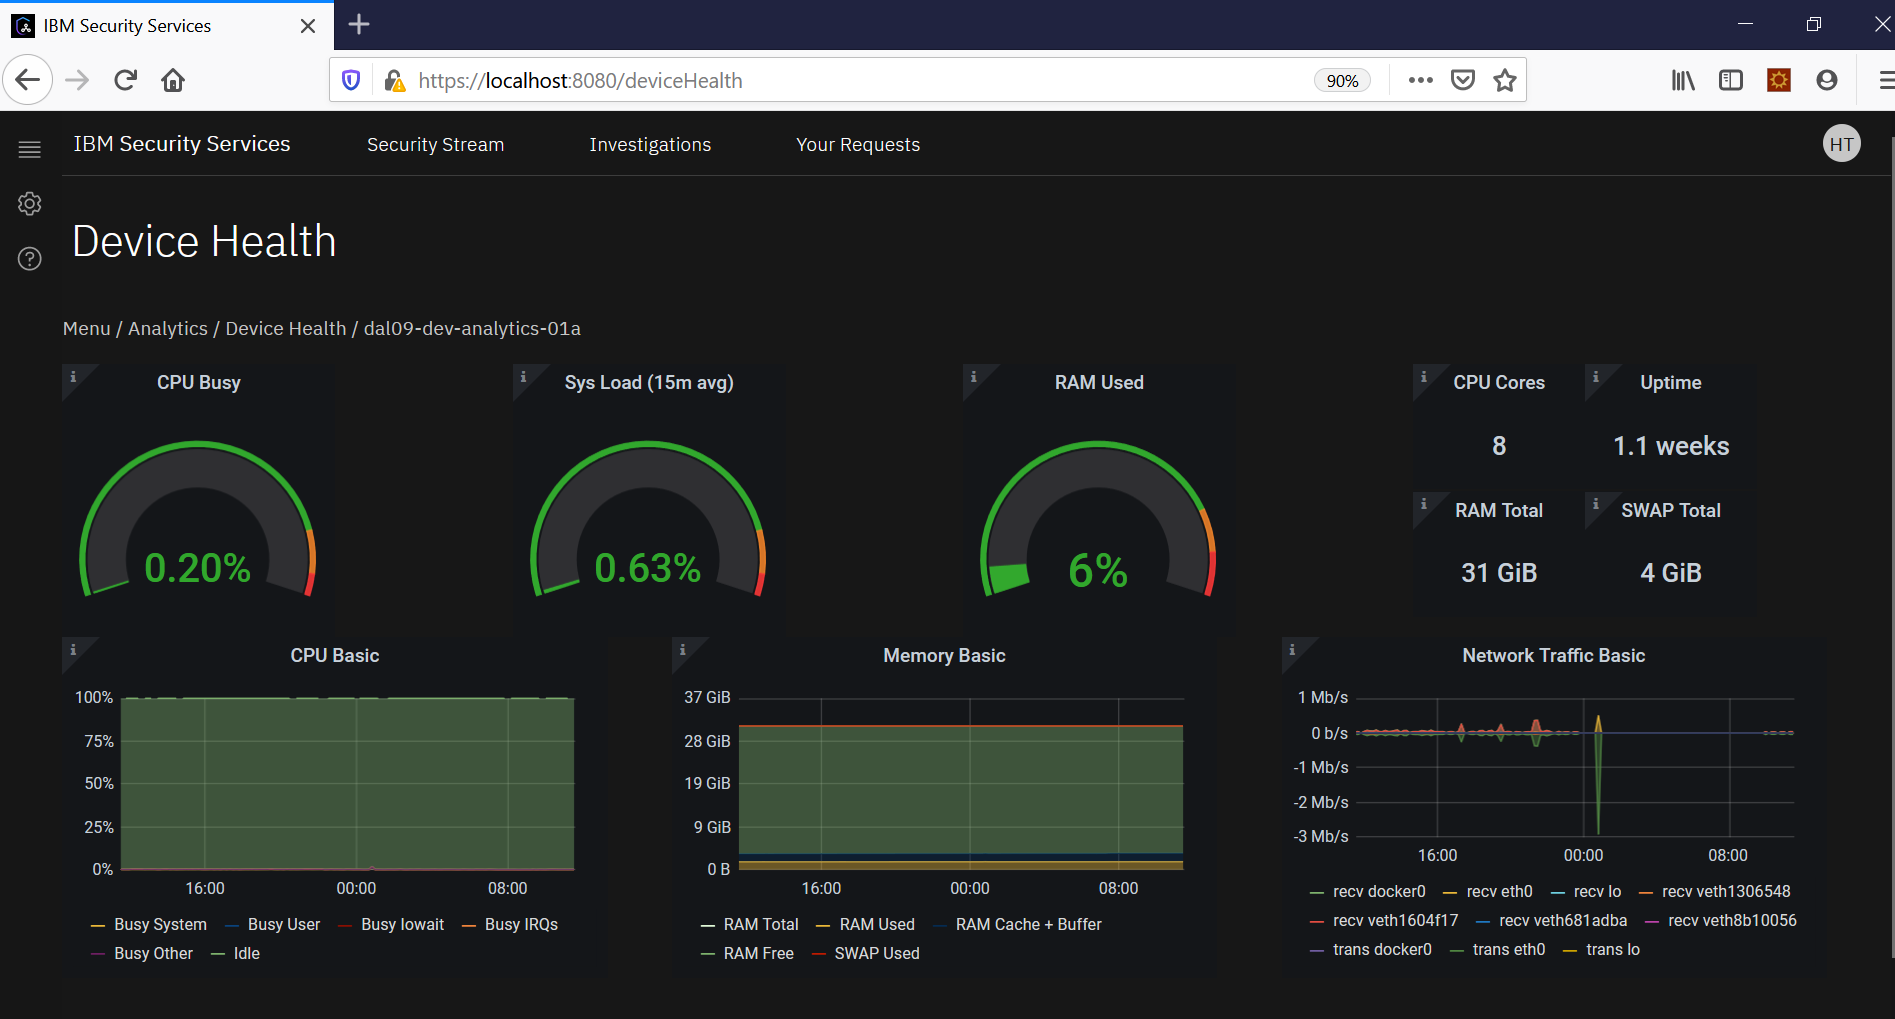 IBM Security Services
https://localhost:8080/deviceHealth
90%
IBM Security Services Security Stream Investigations Your Requests HT
Device Health
Menu / Analytics / Device Health / dal09-dev-analytics-01a
CPU Busy Sys Load (15m avg) RAM Used CPU Cores Uptime
8 1.1 weeks
RAM Total SWAP Total
0.20% 0.63% 6% 31 GiB 4 GiB
CPU Basic
100%
75%
50%
25%
0%
16:00 00:00 08:00
Busy System Busy User Busy Iowait Busy IRQs
Busy Other Idle
Memory Basic
37 GiB
28 GiB
19 GiB
9 GiB
0 B
16:00 00:00 08:00
RAM Total RAM Used RAM Cache + Buffer
RAM Free SWAP Used
Network Traffic Basic
1 Mb/s
0 b/s
-1 Mb/s
-2 Mb/s
-3 Mb/s
16:00 00:00 08:00
recv docker0 recv eth0 recv lo recv veth1306548
recv veth1604f17 recv veth681adba recv veth8b10056
trans docker0 trans eth0 trans lo